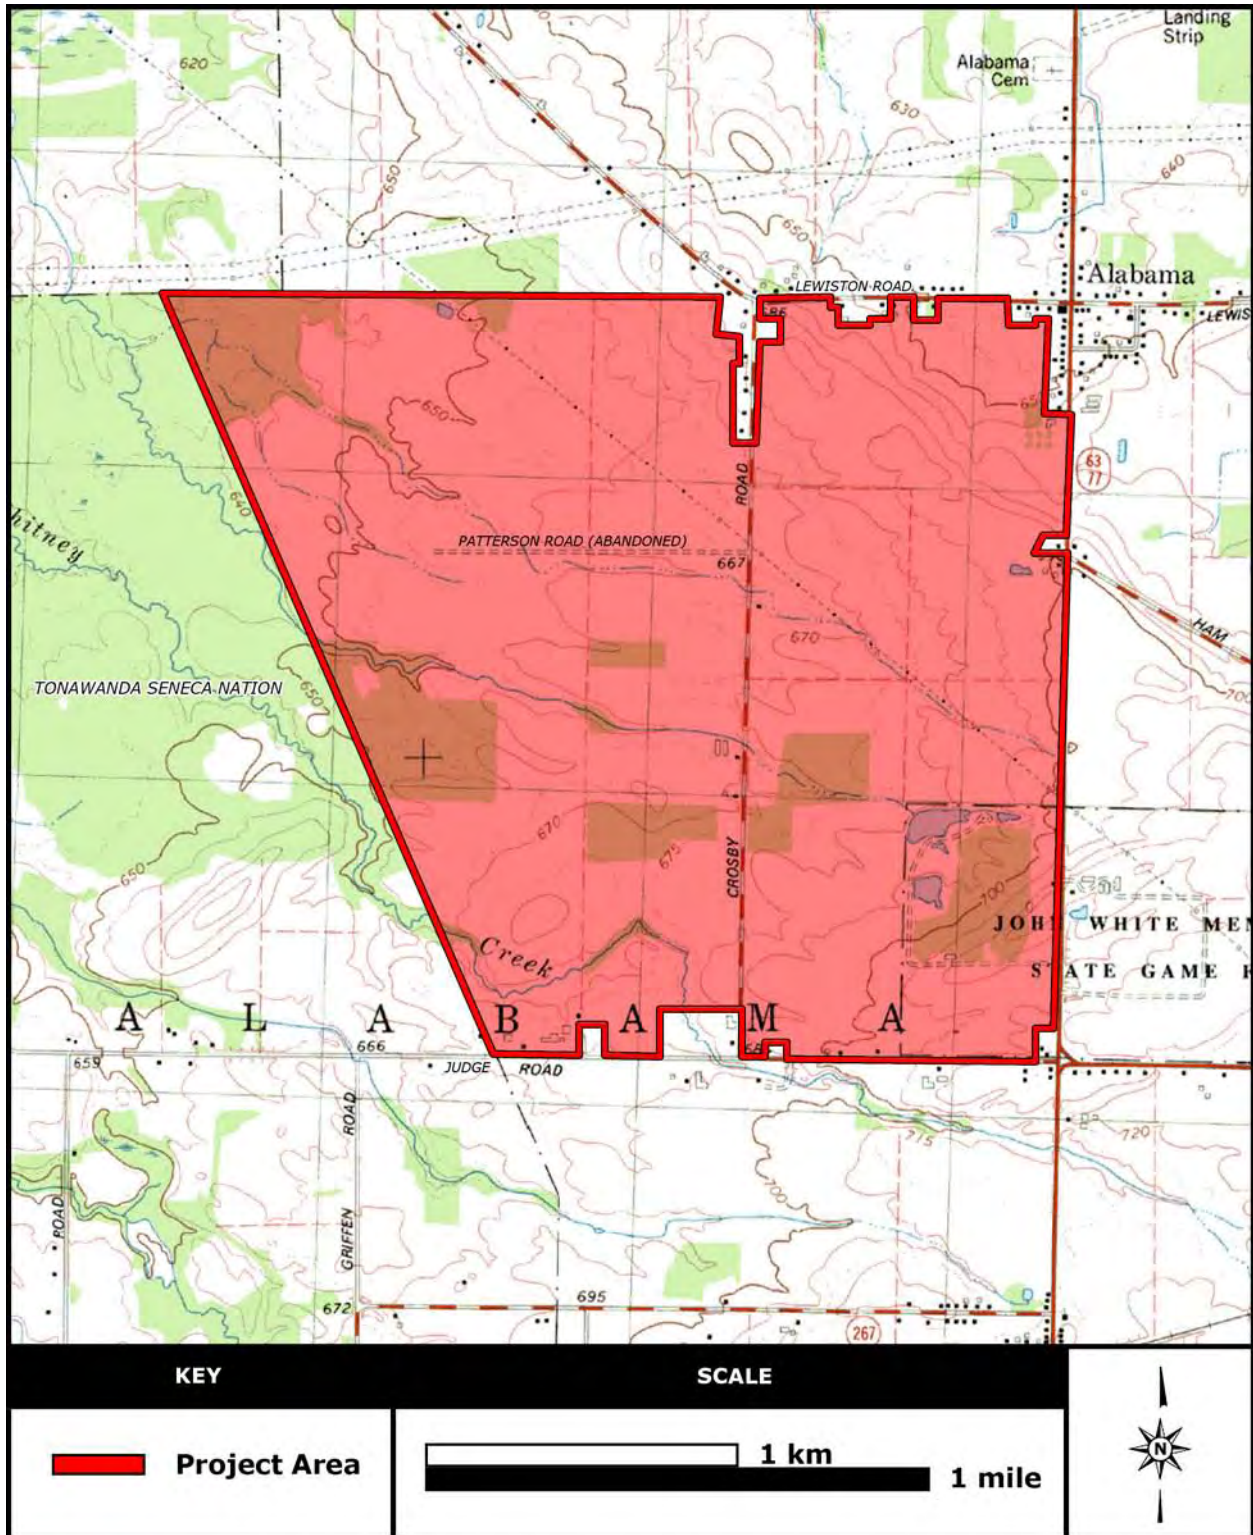 Landing
Strip
Alabama
Cem
620
630
640
650
650
Alabama
LEWISTON ROAD
LEWIS
686
650
650
63
77
640
hitney
ROAD
PATTERSON ROAD (ABANDONED)
667
670
HAM
700
TONAWANDA SENECA NATION
650
670
675
CROSBY
650
700
JOHN WHITE MEM
STATE GAME F
Creek
A L A B A M A
659
666
JUDGE ROAD
ROAD
715
720
700
ROAD
GRIFFEN
672
695
267
KEY
SCALE
Project Area
1 km
1 mile
N